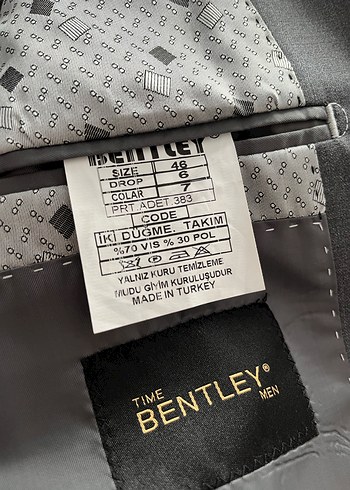 BENTLEY
SIZE 46
DROP 6
COLAR 7
PRT.ADET.383
CODE
İKİ DÜĞME. TAKIM
%70 VIS % 30 POL
YALNIZ KURU TEMİZLEME
MUDU GİYİM KURULUŞUDUR
MADE IN TURKEY
TIME
BENTLEY®
MEN